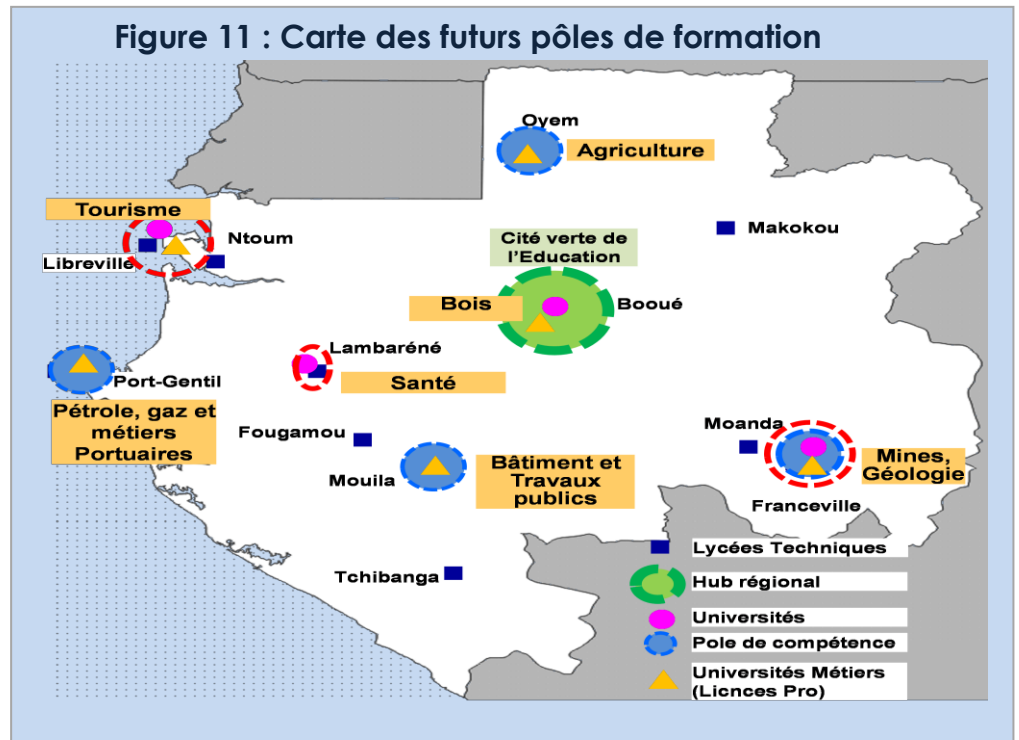 Figure 11 : Carte des futurs pôles de formation
Oyem
Agriculture
Tourisme
Ntoum
Libreville
Makokou
Cité verte de
l'Education
Bois
Booué
Lambaréné
Santé
Port-Gentil
Pétrole, gaz et
métiers
Portuaires
Fougamou
Mouila
Bâtiment et
Travaux
publics
Moanda
Mines,
Géologie
Franceville
Tchibanga
Lycées Techniques
Hub régional
Universités
Pole de compétence
Universités Métiers
(Licnces Pro)